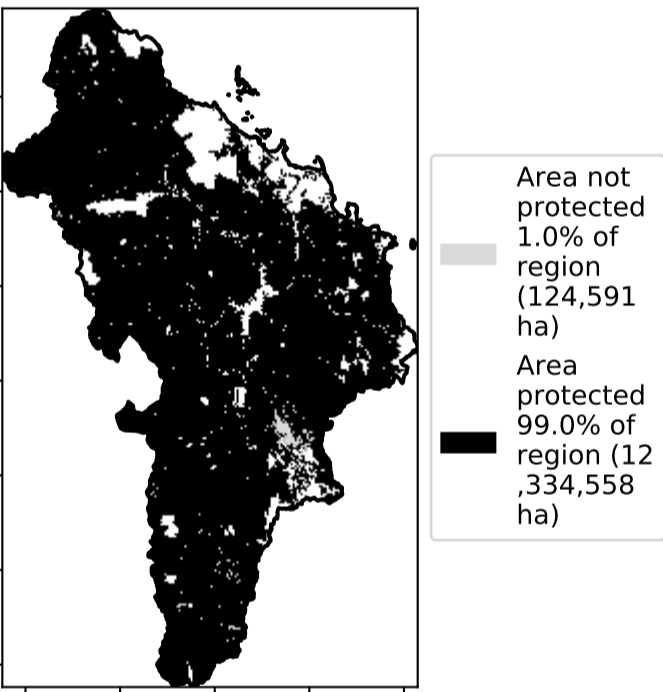 Area not
protected
1.0% of
region
(124,591
ha)
Area
protected
99.0% of
region (12
,334,558
ha)